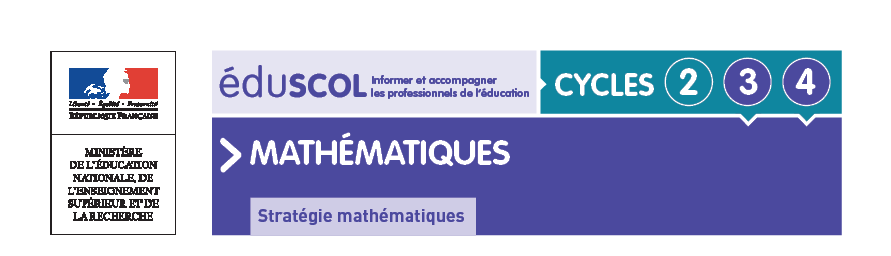 Liberté • Égalité • Fraternité
RÉPUBLIQUE FRANÇAISE
MINISTÈRE
DE L'ÉDUCATION
NATIONALE, DE
L'ENSEIGNEMENT
SUPÉRIEUR ET DE
LA RECHERCHE
éduSCOL
Informer et accompagner
les professionnels de l'éducation
CYCLES 2 3 4
MATHÉMATIQUES
Stratégie mathématiques